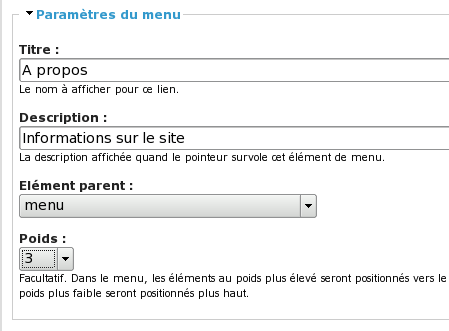 Paramètres du menu
Titre :
A propos
Le nom à afficher pour ce lien.
Description :
Informations sur le site
La description affichée quand le pointeur survole cet élément de menu.
Elément parent :
menu
Poids :
3
Facultatif. Dans le menu, les éléments au poids plus élevé seront positionnés vers le
poids plus faible seront positionnés plus haut.